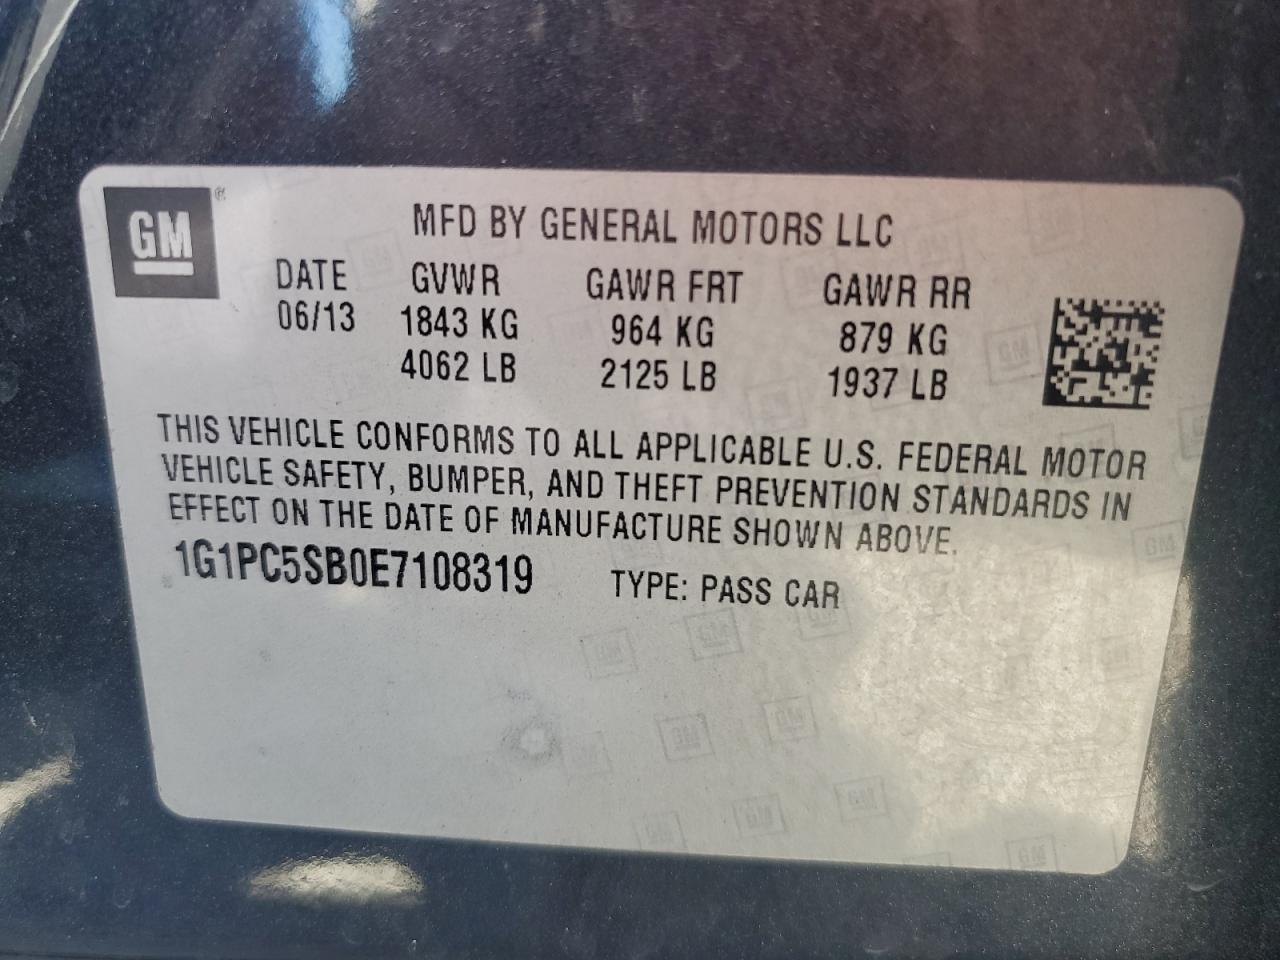 GM ®
MFD BY GENERAL MOTORS LLC
DATE GVWR GAWR FRT GAWR RR
06/13 1843 KG 964 KG 879 KG
4062 LB 2125 LB 1937 LB
THIS VEHICLE CONFORMS TO ALL APPLICABLE U.S. FEDERAL MOTOR
VEHICLE SAFETY, BUMPER, AND THEFT PREVENTION STANDARDS IN
EFFECT ON THE DATE OF MANUFACTURE SHOWN ABOVE.
1G1PC5SB0E7108319 TYPE: PASS CAR